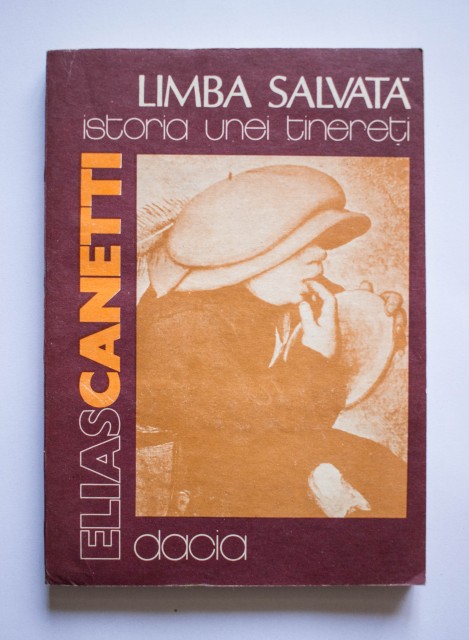 LIMBA SALVATĂ
istoria unei tinereți
ELIAS CANETTI
dacia